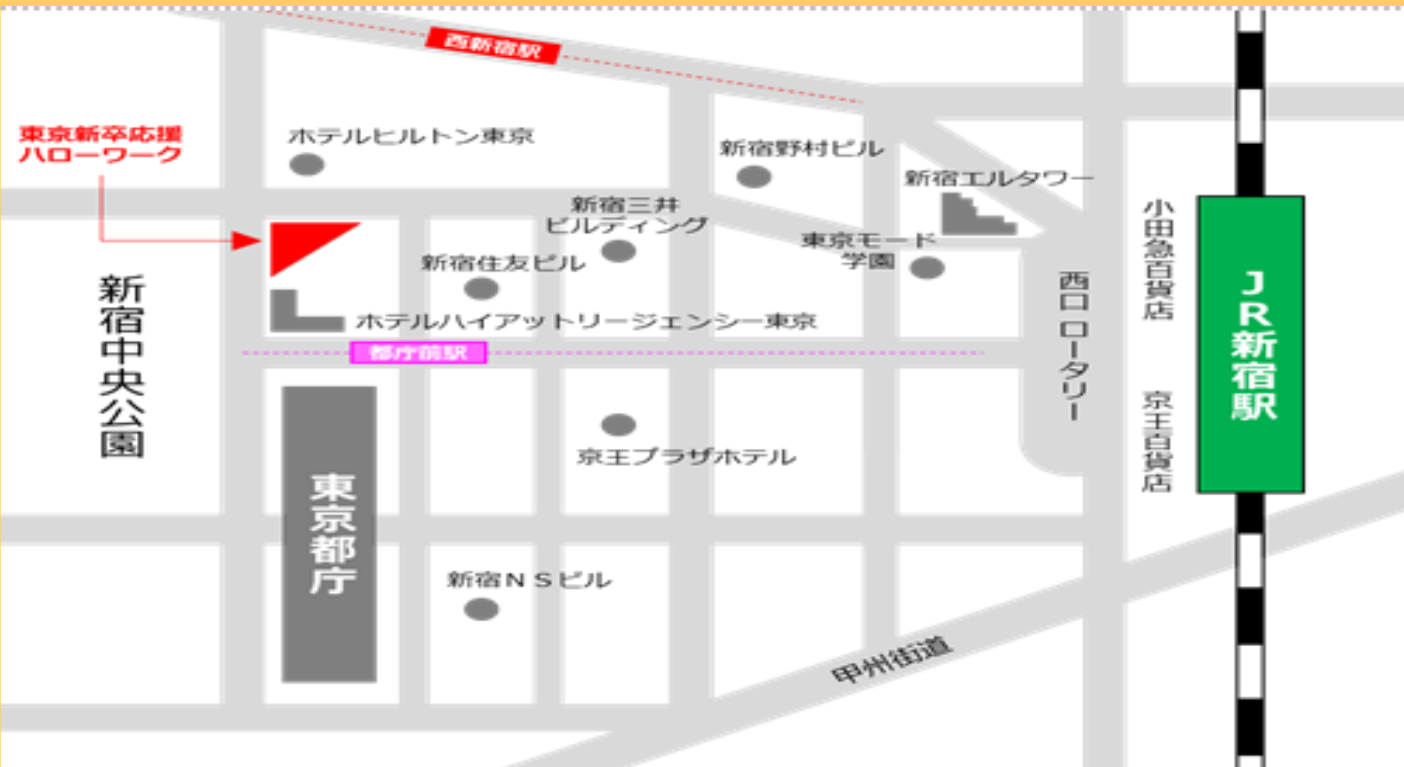 西新宿駅
東京新卒応援
ハローワーク
ホテルヒルトン東京
新宿野村ビル
新宿エルタワー
新宿三井
ビルディング
東京モード
学園
新宿住友ビル
ホテルハイアットリージェンシー東京
都庁前駅
新宿中央公園
西口 ロータリー
小田急百貨店
京王百貨店
JR新宿駅
京王プラザホテル
東京都庁
新宿NSビル
甲州街道